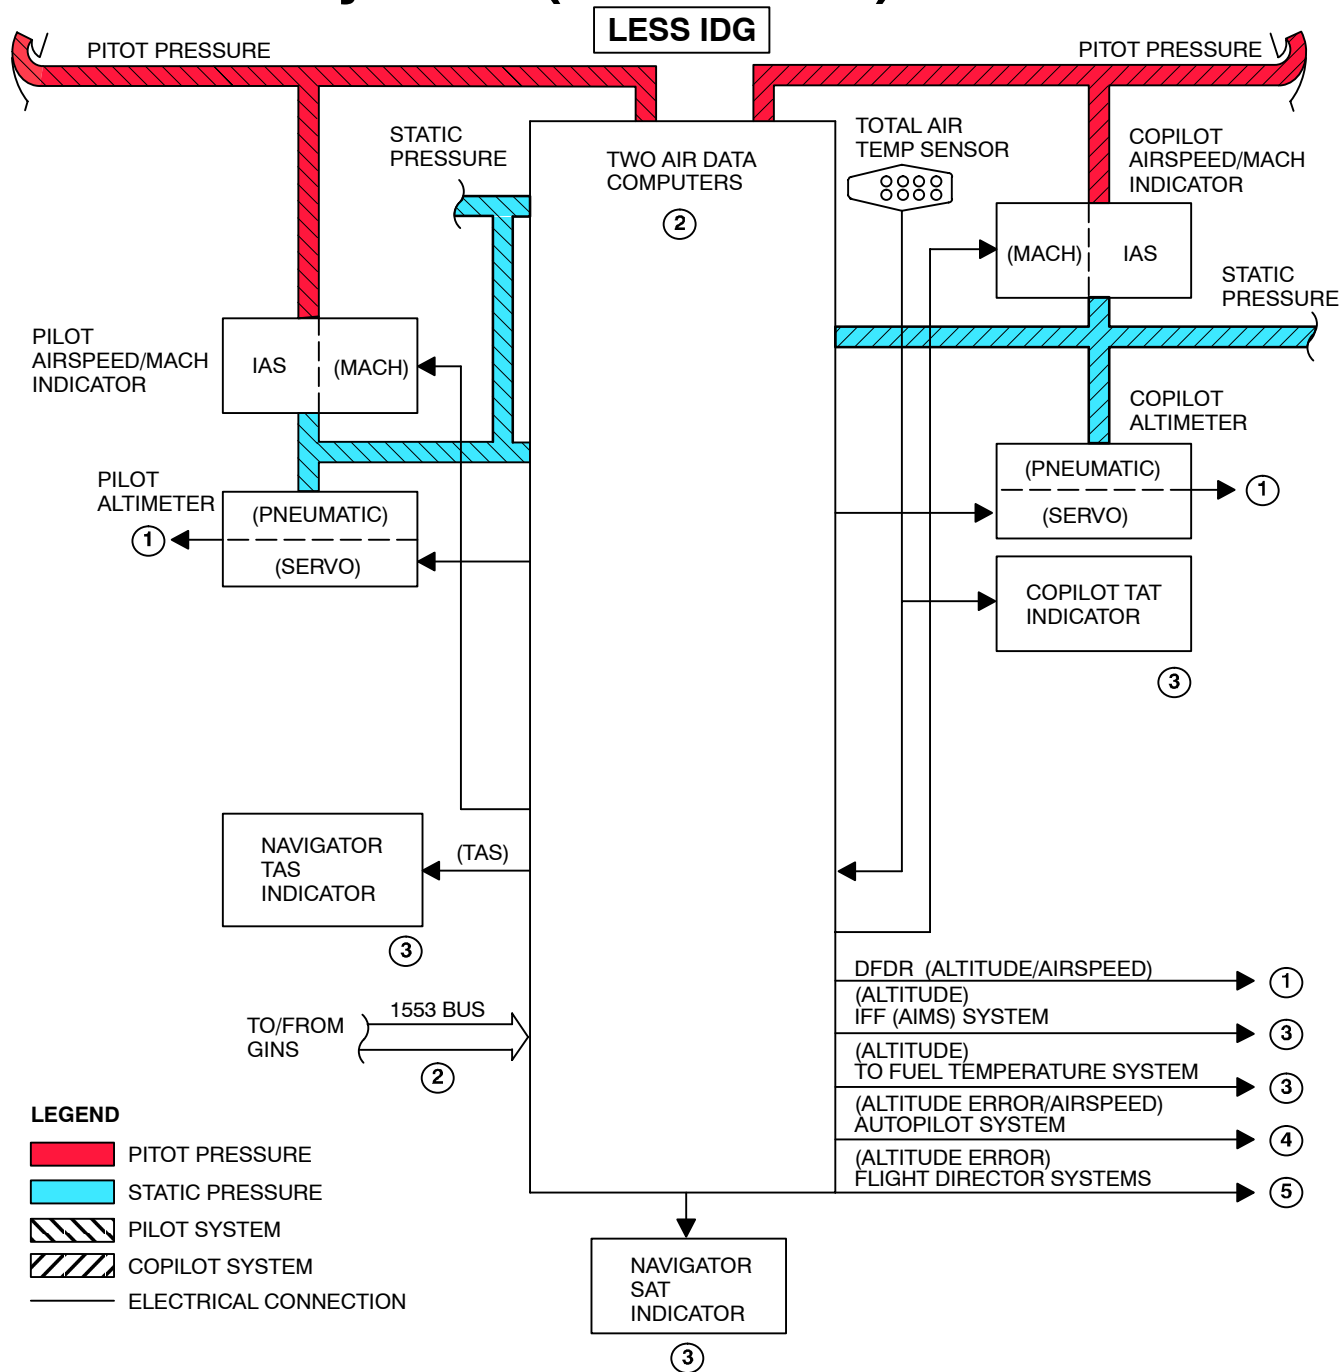 LESS IDG
PITOT PRESSURE
PITOT PRESSURE
STATIC
PRESSURE
TWO AIR DATA
COMPUTERS
2
TOTAL AIR
TEMP SENSOR
COPILOT
AIRSPEED/MACH
INDICATOR
(MACH)
IAS
STATIC
PRESSURE
PILOT
AIRSPEED/MACH
INDICATOR
IAS
(MACH)
COPILOT
ALTIMETER
(PNEUMATIC)
(SERVO)
1
PILOT
ALTIMETER
1
(PNEUMATIC)
(SERVO)
COPILOT TAT
INDICATOR
3
NAVIGATOR
TAS
INDICATOR
(TAS)
3
TO/FROM
GINS
1553 BUS
2
DFDR (ALTITUDE/AIRSPEED)
1
(ALTITUDE)
IFF (AIMS) SYSTEM
3
(ALTITUDE)
TO FUEL TEMPERATURE SYSTEM
3
(ALTITUDE ERROR/AIRSPEED)
AUTOPILOT SYSTEM
4
(ALTITUDE ERROR)
FLIGHT DIRECTOR SYSTEMS
5
LEGEND
PITOT PRESSURE
STATIC PRESSURE
PILOT SYSTEM
COPILOT SYSTEM
ELECTRICAL CONNECTION
NAVIGATOR
SAT
INDICATOR
3